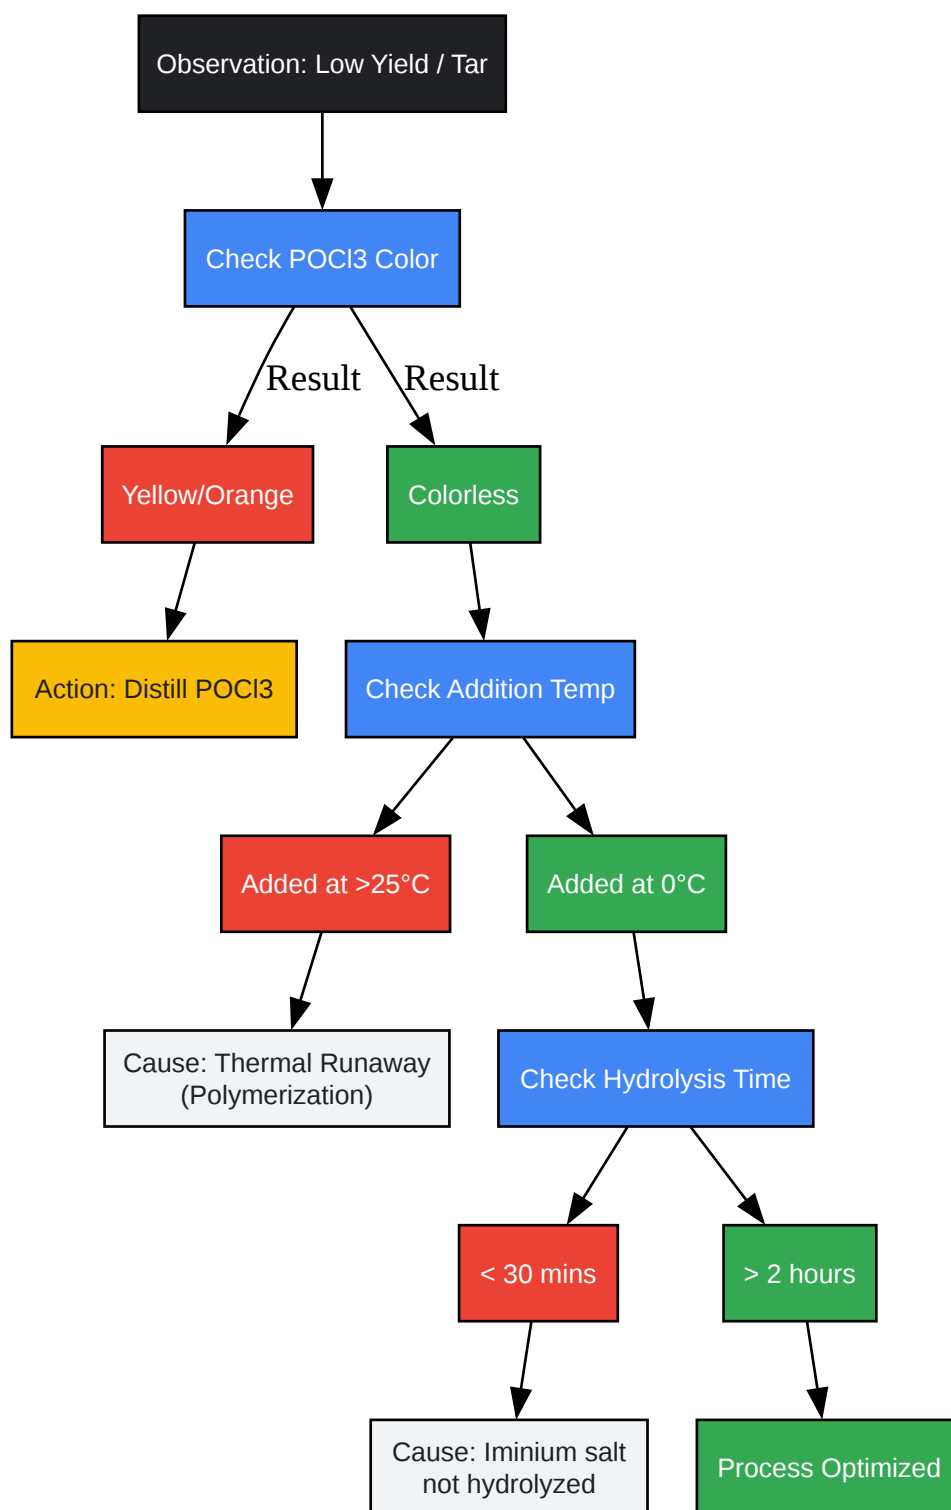 Observation: Low Yield / Tar
Check POCl3 Color
Result
Result
Yellow/Orange
Colorless
Action: Distill POCl3
Check Addition Temp
Added at >25°C
Added at 0°C
Cause: Thermal Runaway
(Polymerization)
Check Hydrolysis Time
< 30 mins
> 2 hours
Cause: Iminium salt
not hydrolyzed
Process Optimized